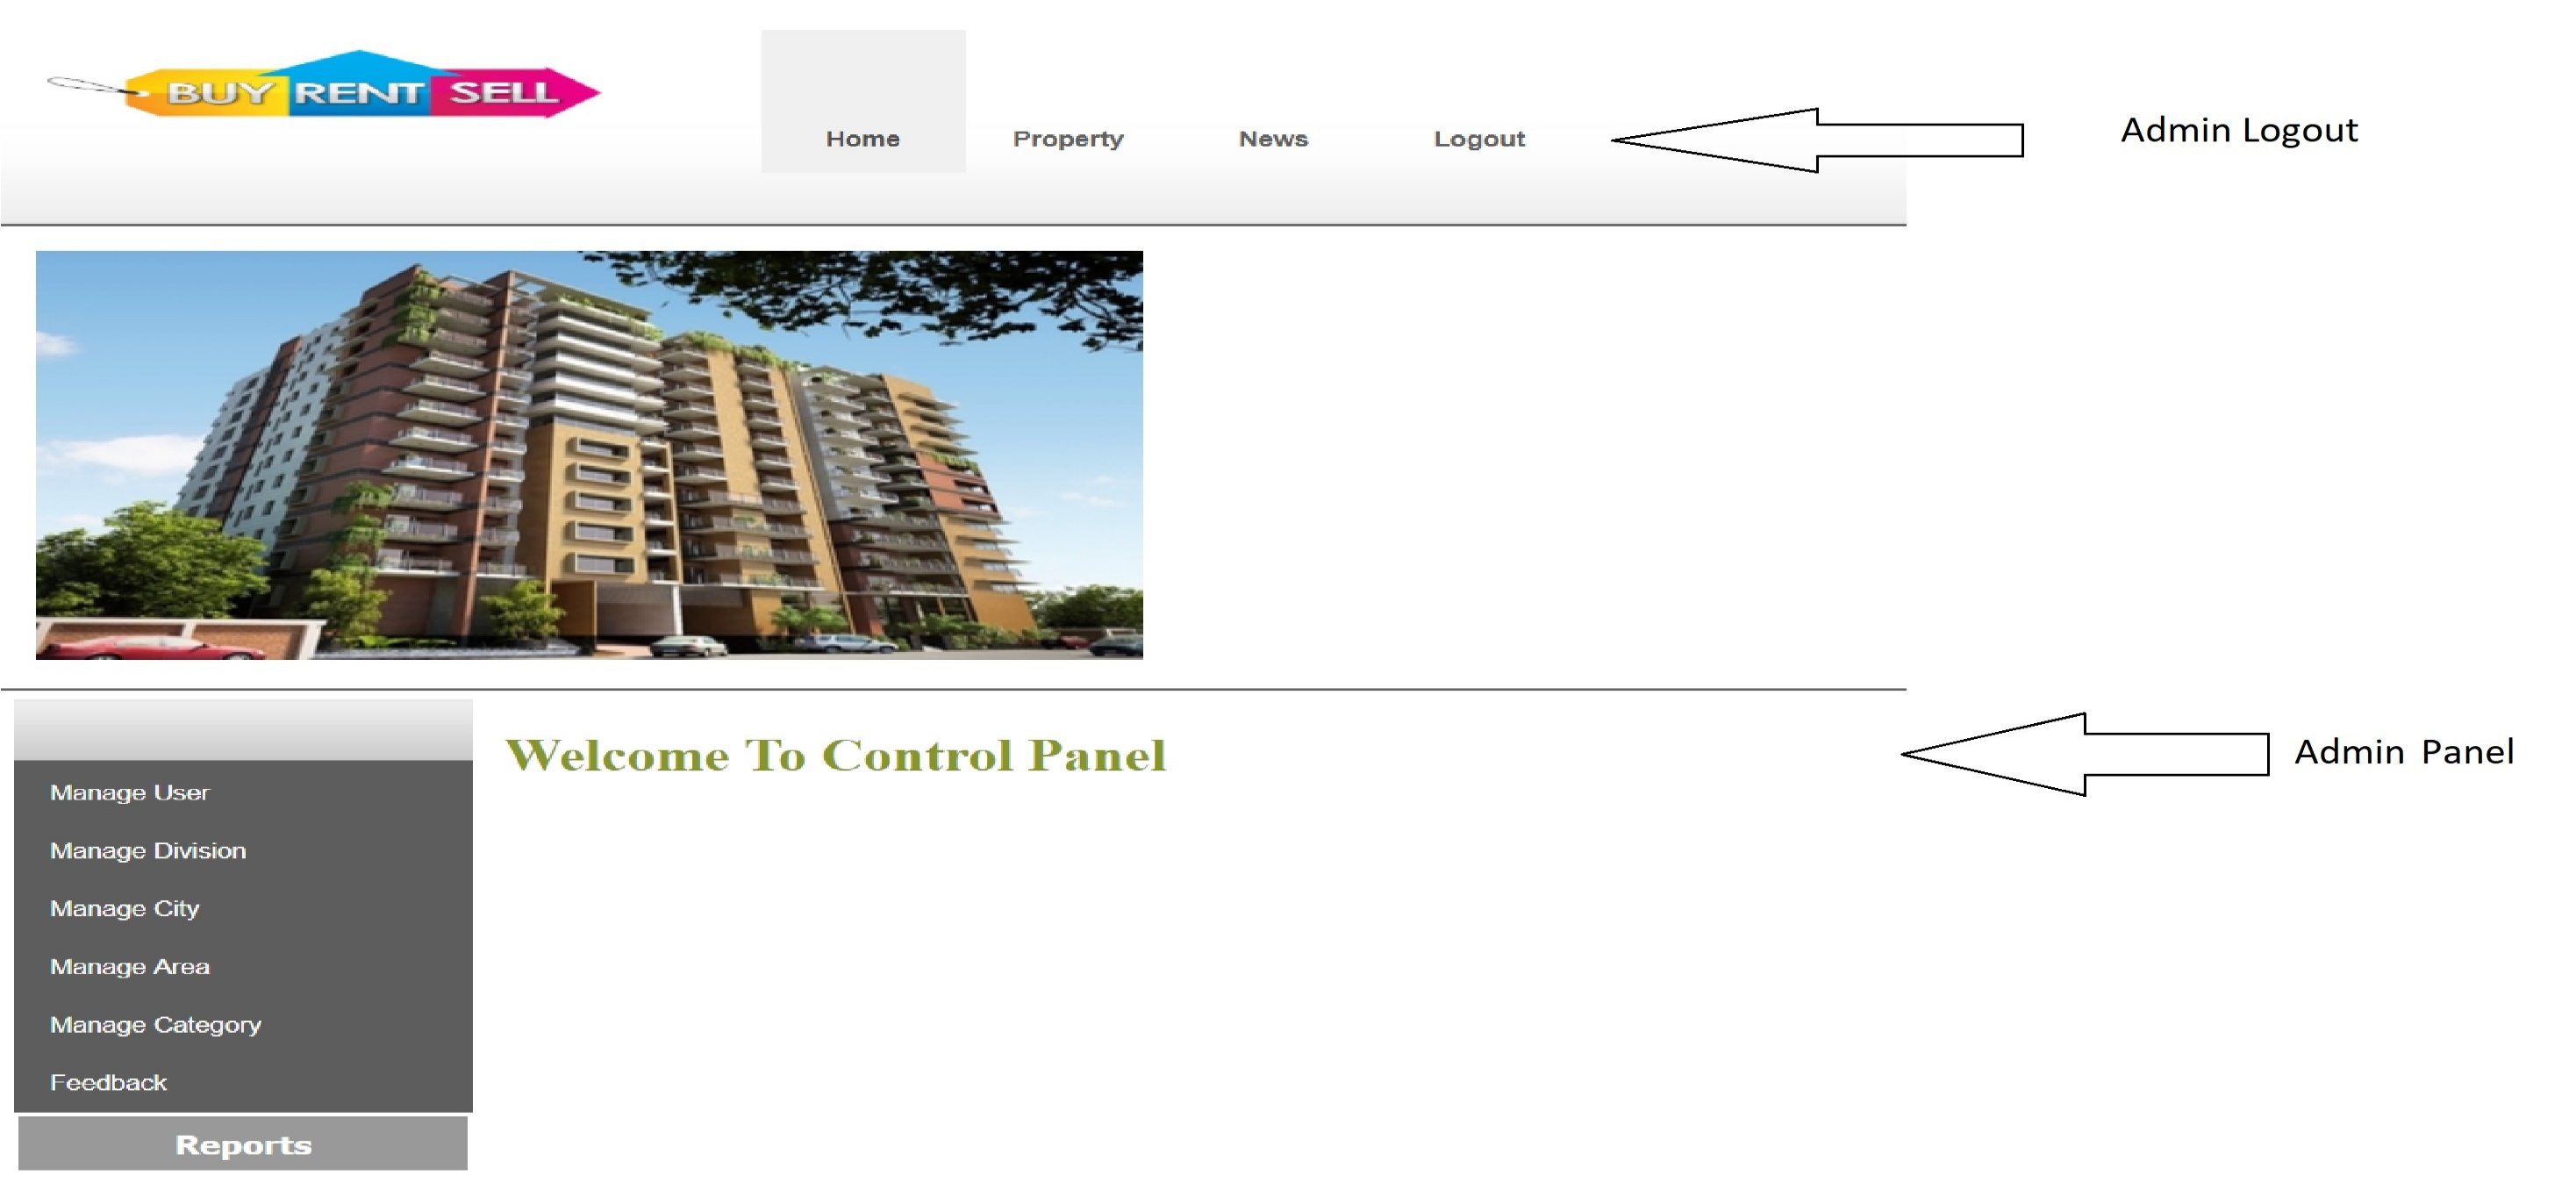 BUY RENT SELL
Home Property News Logout
Admin Logout
Welcome To Control Panel
Admin Panel
Manage User
Manage Division
Manage City
Manage Area
Manage Category
Feedback
Reports